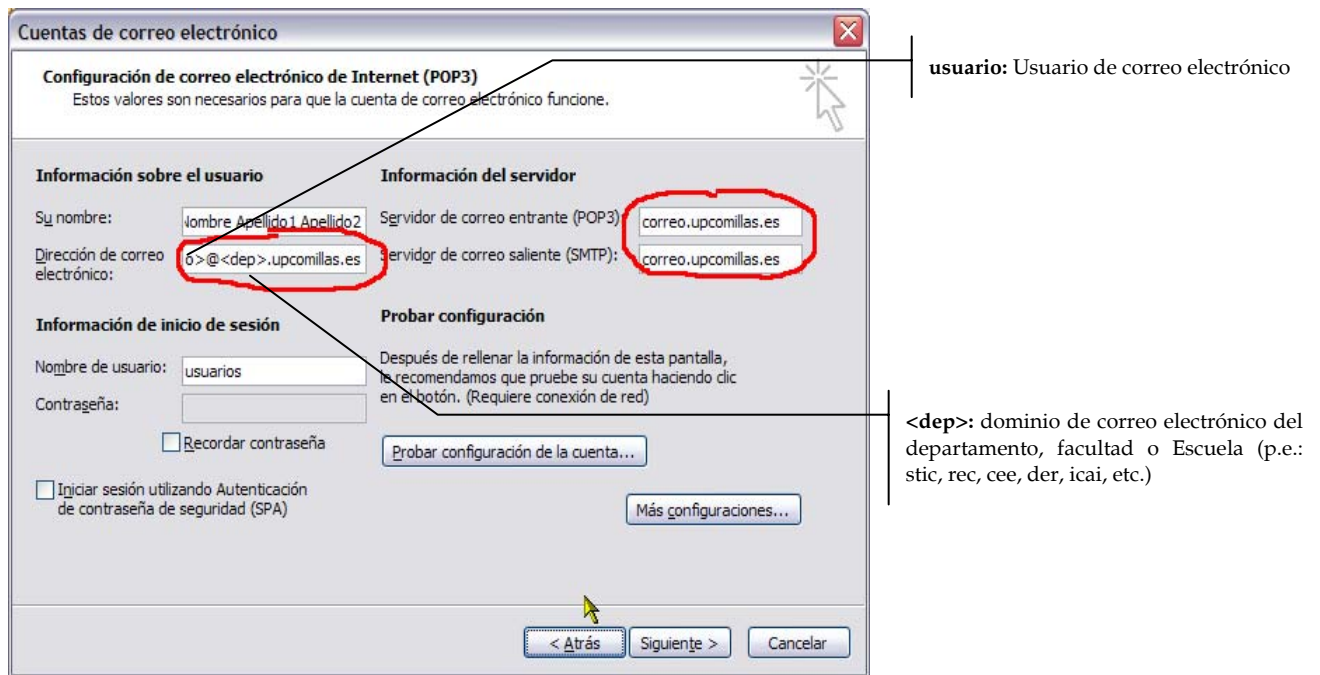 Cuentas de correo electrónico
Configuración de correo electrónico de Internet (POP3)
Estos valores son necesarios para que la cuenta de correo electrónico funcione.
usuario: Usuario de correo electrónico
Información sobre el usuario
Su nombre:
Nombre Apellido1 Apellido2
Dirección de correo
electrónico:
o>@<dep>.upcomillas.es
Información de inicio de sesión
Nombre de usuario:
usuarios
Contraseña:
Recordar contraseña
Iniciar sesión utilizando Autenticación
de contraseña de seguridad (SPA)
Información del servidor
Servidor de correo entrante (POP3)
correo.upcomillas.es
Servidor de correo saliente (SMTP):
correo.upcomillas.es
Probar configuración
Después de rellenar la información de esta pantalla,
le recomendamos que pruebe su cuenta haciendo clic
en el botón. (Requiere conexión de red)
Probar configuración de la cuenta...
Más configuraciones...
<dep>: dominio de correo electrónico del
departamento, facultad o Escuela (p.e.:
stic, rec, cee, der, icai, etc.)
< Atrás
Siguiente >
Cancelar